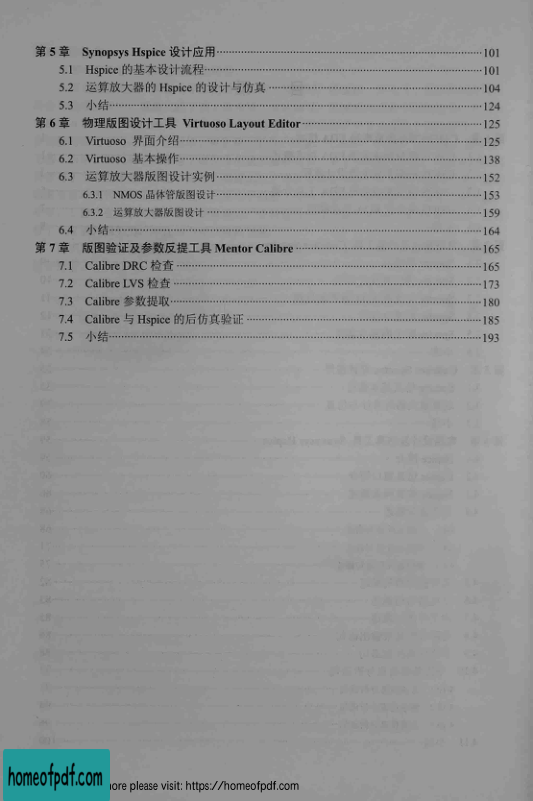 第 5 章 Synopsys Hspice 设计应用 101
5.1 Hspice 的基本设计流程 101
5.2 运算放大器的 Hspice 的设计与仿真 104
5.3 小结 124
第 6 章 物理版图设计工具 Virtuoso Layout Editor 125
6.1 Virtuoso 界面介绍 125
6.2 Virtuoso 基本操作 138
6.3 运算放大器版图设计实例 152
6.3.1 NMOS 晶体管版图设计 153
6.3.2 运算放大器版图设计 159
6.4 小结 164
第 7 章 版图验证及参数反提工具 Mentor Calibre 165
7.1 Calibre DRC 检查 165
7.2 Calibre LVS 检查 173
7.3 Calibre 参数提取 180
7.4 Calibre 与 Hspice 的后仿真验证 185
7.5 小结 193
homeofpdf.com
ore please visit: https://homeofpdf.com